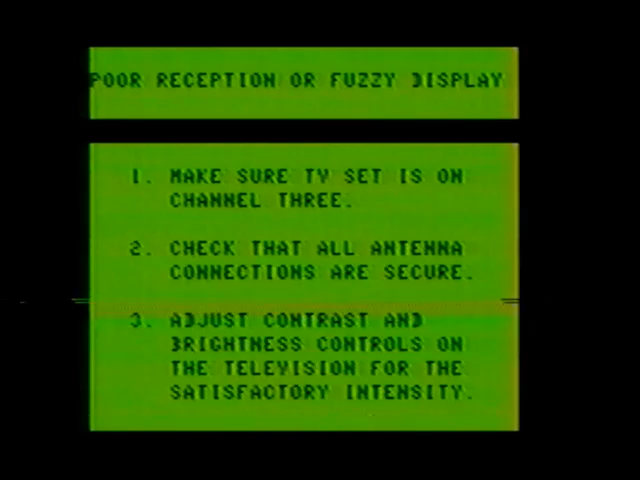 POOR RECEPTION OR FUZZY DISPLAY
1. MAKE SURE TV SET IS ON
CHANNEL THREE.
2. CHECK THAT ALL ANTENNA
CONNECTIONS ARE SECURE.
3. ADJUST CONTRAST AND
BRIGHTNESS CONTROLS ON
THE TELEVISION FOR THE
SATISFACTORY INTENSITY.